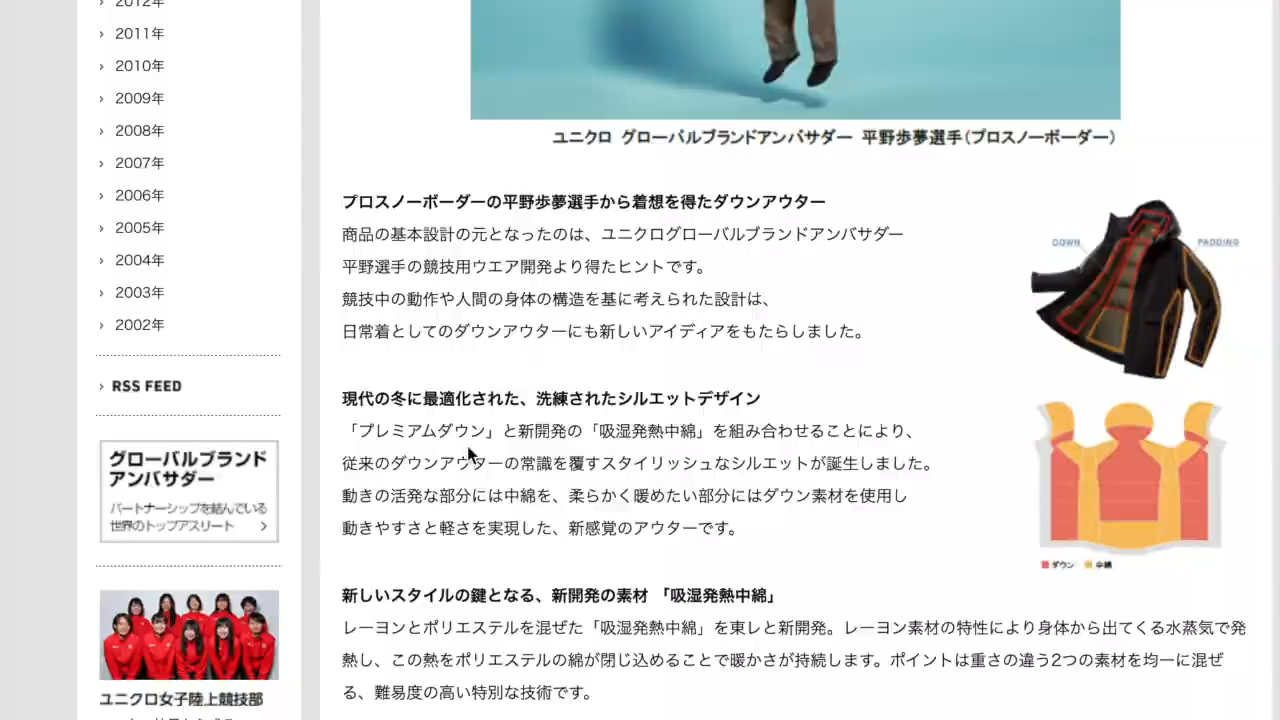 2012年
2011年
2010年
2009年
2008年
2007年
2006年
2005年
2004年
2003年
2002年
RSS FEED
グローバルブランド
アンバサダー
パートナーシップを結んでいる
世界のトップアスリート
ユニクロ女子陸上競技部
ユニクロ グローバルブランドアンバサダー 平野歩夢選手（プロスノーボーダー）
プロスノーボーダーの平野歩夢選手から着想を得たダウンアウター
商品の基本設計の元となったのは、ユニクログローバルブランドアンバサダー
平野選手の競技用ウエア開発より得たヒントです。
競技中の動作や人間の身体の構造を基に考えられた設計は、
日常着としてのダウンアウターにも新しいアイディアをもたらしました。
DOWN
PADDING
現代の冬に最適化された、洗練されたシルエットデザイン
「プレミアムダウン」と新開発の「吸湿発熱中綿」を組み合わせることにより、
従来のダウンアウターの常識を覆すスタイリッシュなシルエットが誕生しました。
動きの活発な部分には中綿を、柔らかく暖めたい部分にはダウン素材を使用し
動きやすさと軽さを実現した、新感覚のアウターです。
ダウン 中綿
新しいスタイルの鍵となる、新開発の素材 「吸湿発熱中綿」
レーヨンとポリエステルを混ぜた「吸湿発熱中綿」を東レと新開発。レーヨン素材の特性により身体から出てくる水蒸気で発
熱し、この熱をポリエステルの綿が閉じ込めることで暖かさが持続します。ポイントは重さの違う2つの素材を均一に混ぜ
る、難易度の高い特別な技術です。